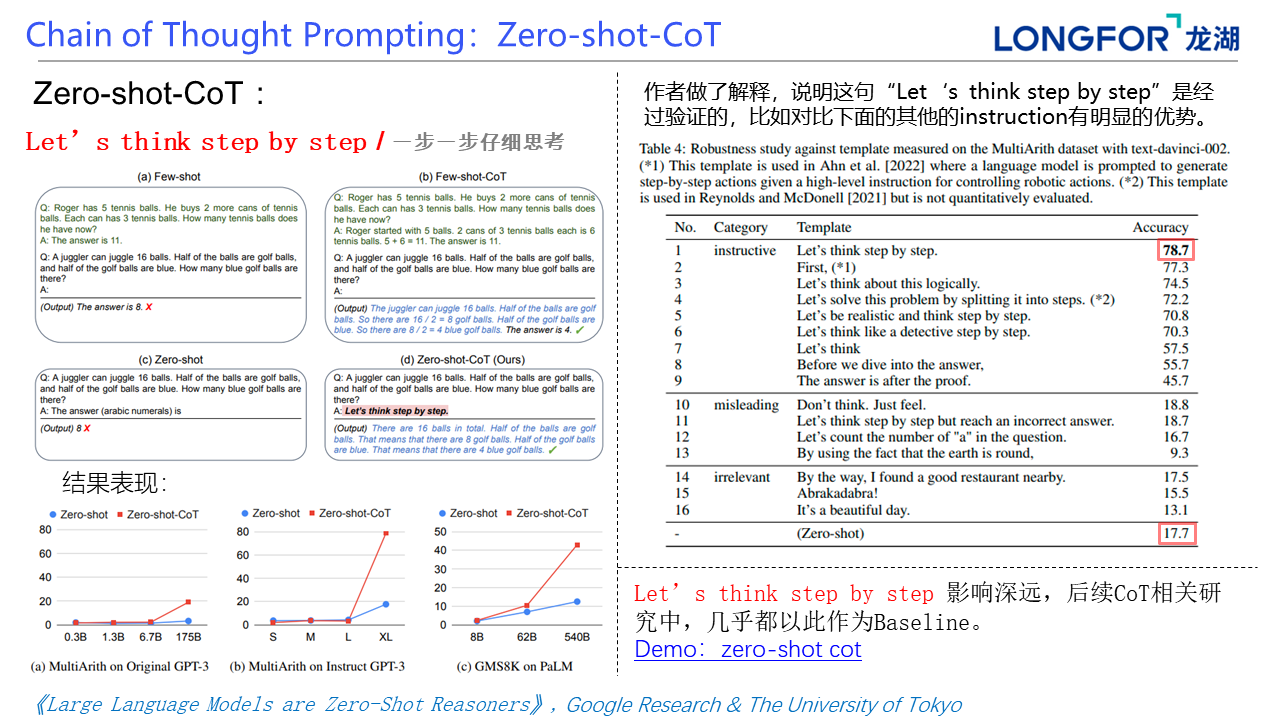 Chain of Thought Prompting：Zero-shot-CoT
LONGFOR 龙湖
Zero-shot-CoT：
Let’s think step by step / 一步一步仔细思考
(a) Few-shot
Q: Roger has 5 tennis balls. He buys 2 more cans of tennis
balls. Each can has 3 tennis balls. How many tennis balls does
he have now?
A: The answer is 11.
Q: A juggler can juggle 16 balls. Half of the balls are golf balls,
and half of the golf balls are blue. How many blue golf balls are
there?
A:
(Output) The answer is 8. X
(b) Few-shot-CoT
Q: Roger has 5 tennis balls. He buys 2 more cans of tennis
balls. Each can has 3 tennis balls. How many tennis balls does
he have now?
A: Roger started with 5 balls. 2 cans of 3 tennis balls each is 6
tennis balls. 5 + 6 = 11. The answer is 11.
Q: A juggler can juggle 16 balls. Half of the balls are golf balls,
and half of the golf balls are blue. How many blue golf balls are
there?
A:
(Output) The juggler can juggle 16 balls. Half of the balls are golf
balls. So there are 16 / 2 = 8 golf balls. Half of the golf balls are
blue. So there are 8 / 2 = 4 blue golf balls. The answer is 4. ✓
(c) Zero-shot
Q: A juggler can juggle 16 balls. Half of the balls are golf balls,
and half of the golf balls are blue. How many blue golf balls are
there?
A: The answer (arabic numerals) is
(Output) 8 X
(d) Zero-shot-CoT (Ours)
Q: A juggler can juggle 16 balls. Half of the balls are golf balls,
and half of the golf balls are blue. How many blue golf balls are
there?
A: Let's think step by step.
(Output) There are 16 balls in total. Half of the balls are golf
balls. That means that there are 8 golf balls. Half of the golf balls
are blue. That means that there are 4 blue golf balls. ✓
结果表现：
Zero-shot Zero-shot-CoT
80
60
40
20
0
0.3B 1.3B 6.7B 175B
(a) MultiArith on Original GPT-3
Zero-shot Zero-shot-CoT
80
60
40
20
0
S M L XL
(b) MultiArith on Instruct GPT-3
Zero-shot Zero-shot-CoT
50
40
30
20
10
0
8B 62B 540B
(c) GMS8K on PaLM
作者做了解释，说明这句“Let‘s think step by step”是经
过验证的，比如对比下面的其他的instruction有明显的优势。
Table 4: Robustness study against template measured on the MultiArith dataset with text-davinci-002.
(*1) This template is used in Ahn et al. [2022] where a language model is prompted to generate
step-by-step actions given a high-level instruction for controlling robotic actions. (*2) This template
is used in Reynolds and McDonell [2021] but is not quantitatively evaluated.
No. Category Template Accuracy
1 instructive Let's think step by step. 78.7
2 First, (*1) 77.3
3 Let's think about this logically. 74.5
4 Let's solve this problem by splitting it into steps. (*2) 72.2
5 Let's be realistic and think step by step. 70.8
6 Let's think like a detective step by step. 70.3
7 Let's think 57.5
8 Before we dive into the answer, 55.7
9 The answer is after the proof. 45.7
10 misleading Don't think. Just feel. 18.8
11 Let's think step by step but reach an incorrect answer. 18.7
12 Let's count the number of "a" in the question. 16.7
13 By using the fact that the earth is round, 9.3
14 irrelevant By the way, I found a good restaurant nearby. 17.5
15 Abrakadabra! 15.5
16 It's a beautiful day. 13.1
- (Zero-shot) 17.7
Let’s think step by step 影响深远，后续CoT相关研
究中，几乎都以此作为Baseline。
Demo：zero-shot cot
《Large Language Models are Zero-Shot Reasoners》, Google Research & The University of Tokyo